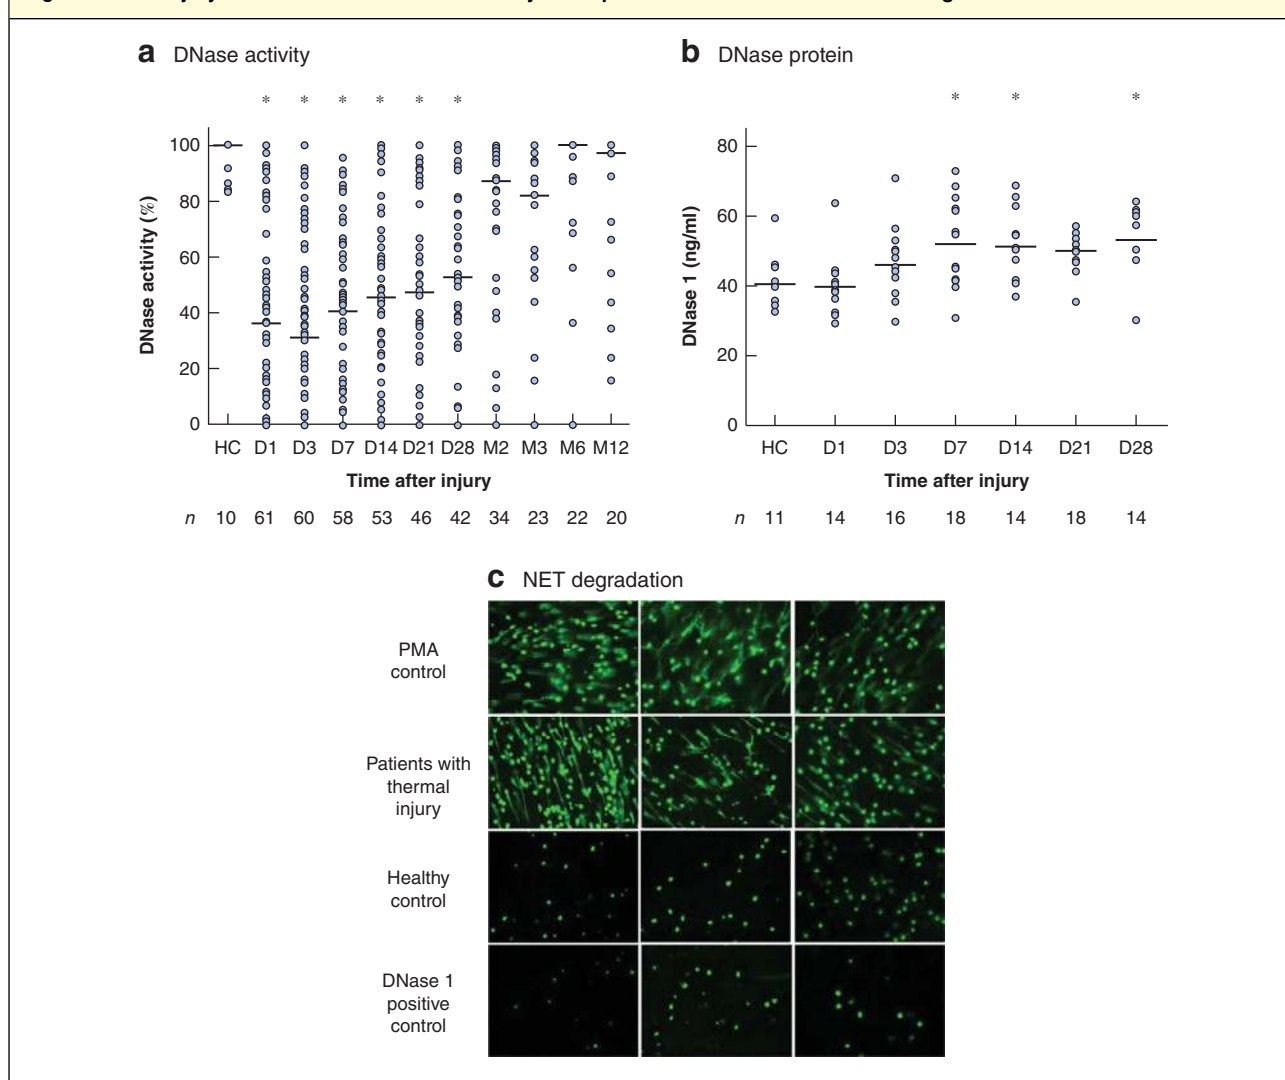 a DNase activity
b DNase protein
* * * * * *
* * *
DNase activity (%)
100
80
60
40
20
0
HC D1 D3 D7 D14 D21 D28 M2 M3 M6 M12
Time after injury
n 10 61 60 58 53 46 42 34 23 22 20
DNase 1 (ng/ml)
80
60
40
20
0
HC D1 D3 D7 D14 D21 D28
Time after injury
n 11 14 16 18 14 18 14
c NET degradation
PMA
control
Patients with
thermal
injury
Healthy
control
DNase 1
positive
control